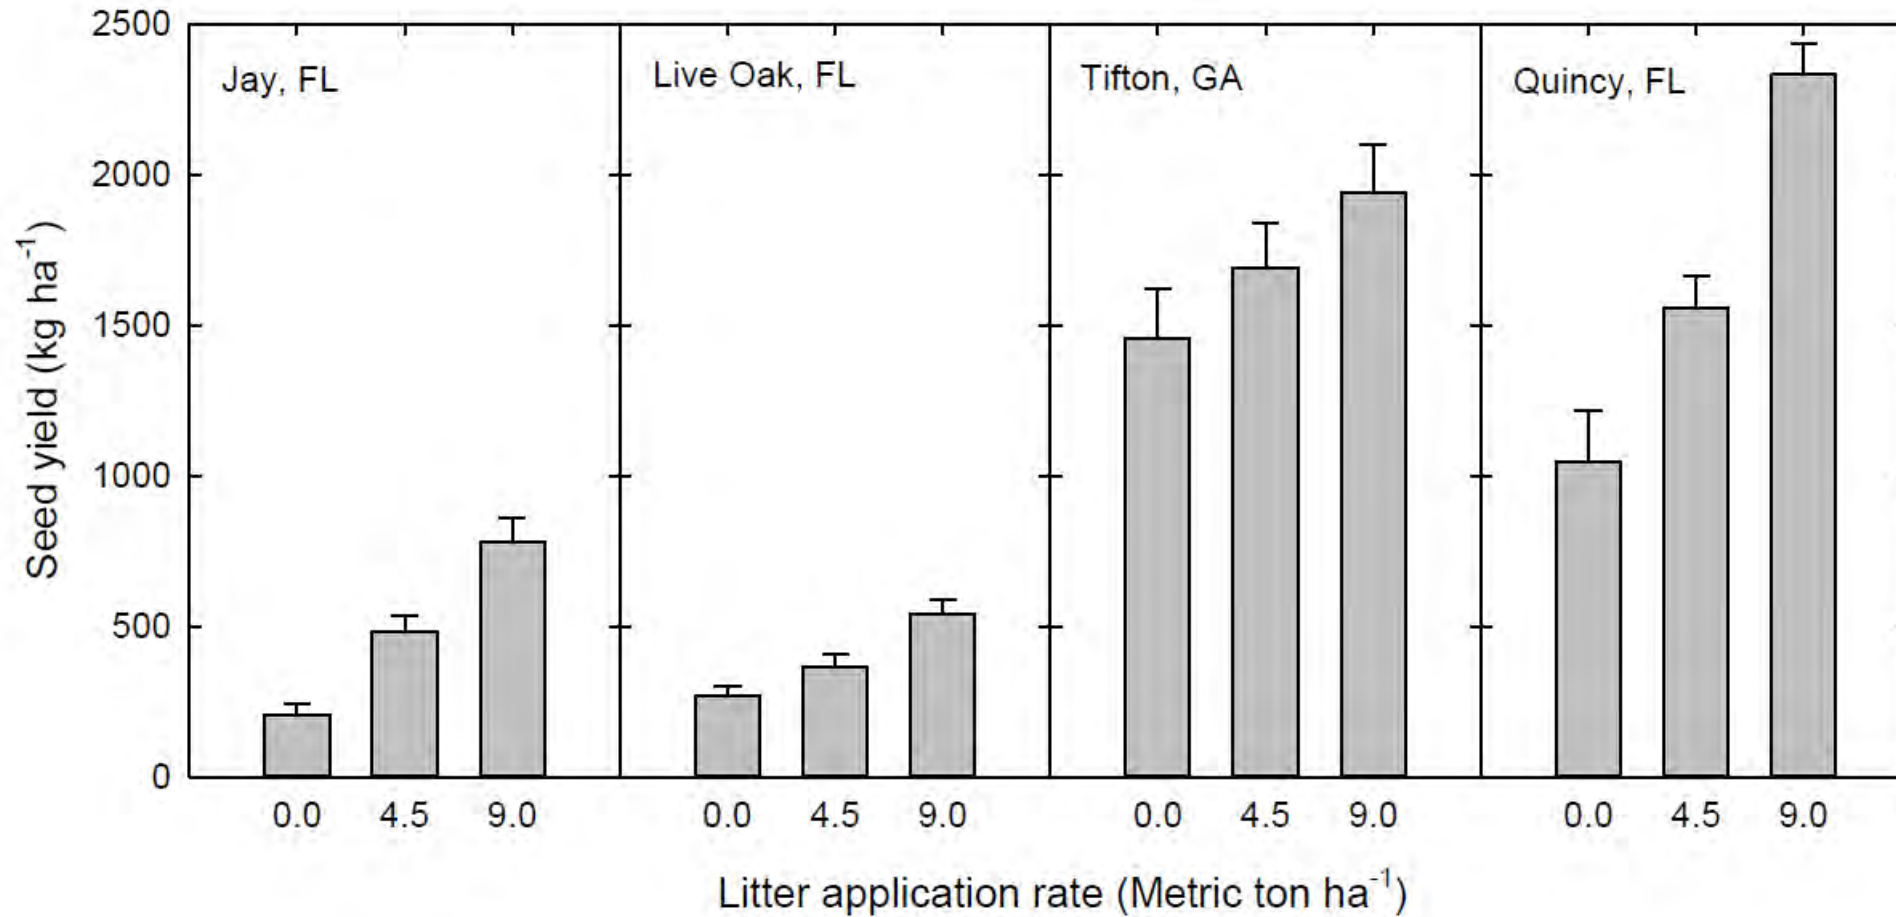 Seed yield (kg ha⁻¹)
2500
2000
1500
1000
500
0
Jay, FL
Live Oak, FL
Tifton, GA
Quincy, FL
0.0 4.5 9.0 0.0 4.5 9.0 0.0 4.5 9.0 0.0 4.5 9.0
Litter application rate (Metric ton ha⁻¹)